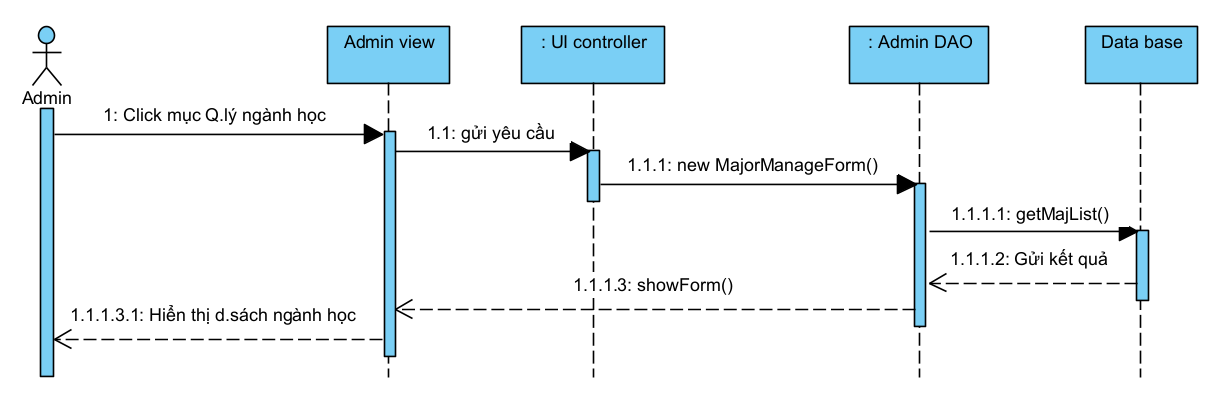 Admin view
: UI controller
: Admin DAO
Data base
Admin
1: Click mục Q.lý ngành học
1.1: gửi yêu cầu
1.1.1: new MajorManageForm()
1.1.1.1: getMajList()
1.1.1.2: Gửi kết quả
1.1.1.3: showForm()
1.1.1.3.1: Hiển thị d.sách ngành học